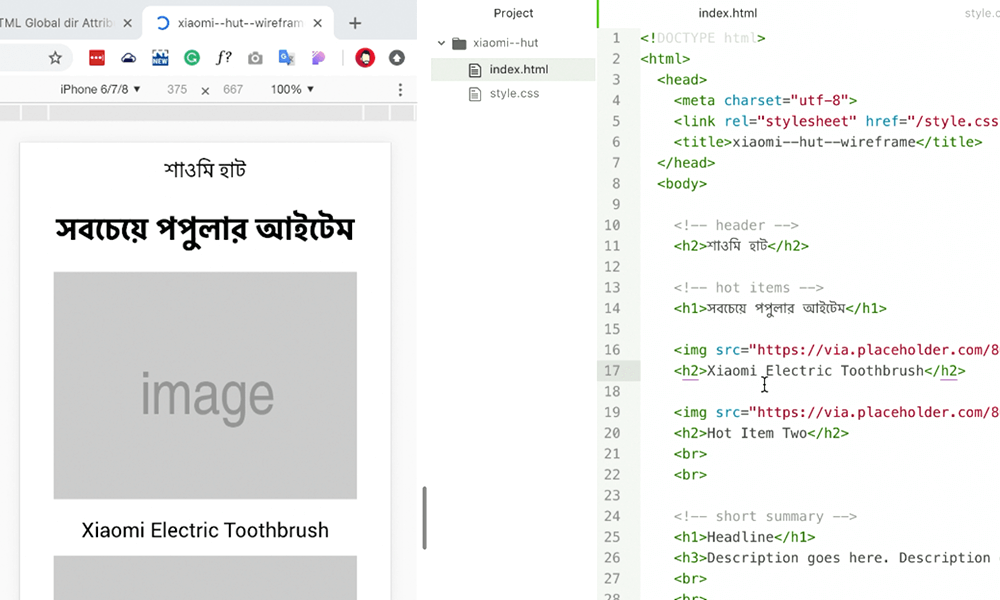 TML Global dir Attrib
xiaomi--hut--wirefram
NEW
f?
iPhone 6/7/8 ▼ 375 × 667 100% ▼
শাওমি হাট
সবচেয়ে পপুলার আইটেম
image
Xiaomi Electric Toothbrush
Project
xiaomi--hut
index.html
style.css
index.html
style.c
1 <!DOCTYPE html>
2 <html>
3 <head>
4 <meta charset="utf-8">
5 <link rel="stylesheet" href="/style.css
6 <title>xiaomi--hut--wireframe</title>
7 </head>
8 <body>
9
10 <!-- header -->
11 <h2>শাওমি হাট</h2>
12
13 <!-- hot items -->
14 <h1>সবচেয়ে পপুলার আইটেম</h1>
15
16 <img src="https://via.placeholder.com/8
17 <h2>Xiaomi Electric Toothbrush</h2>
18
19 <img src="https://via.placeholder.com/8
20 <h2>Hot Item Two</h2>
21 <br>
22 <br>
23
24 <!-- short summary -->
25 <h1>Headline</h1>
26 <h3>Description goes here. Description
27 <br>
28 <br>